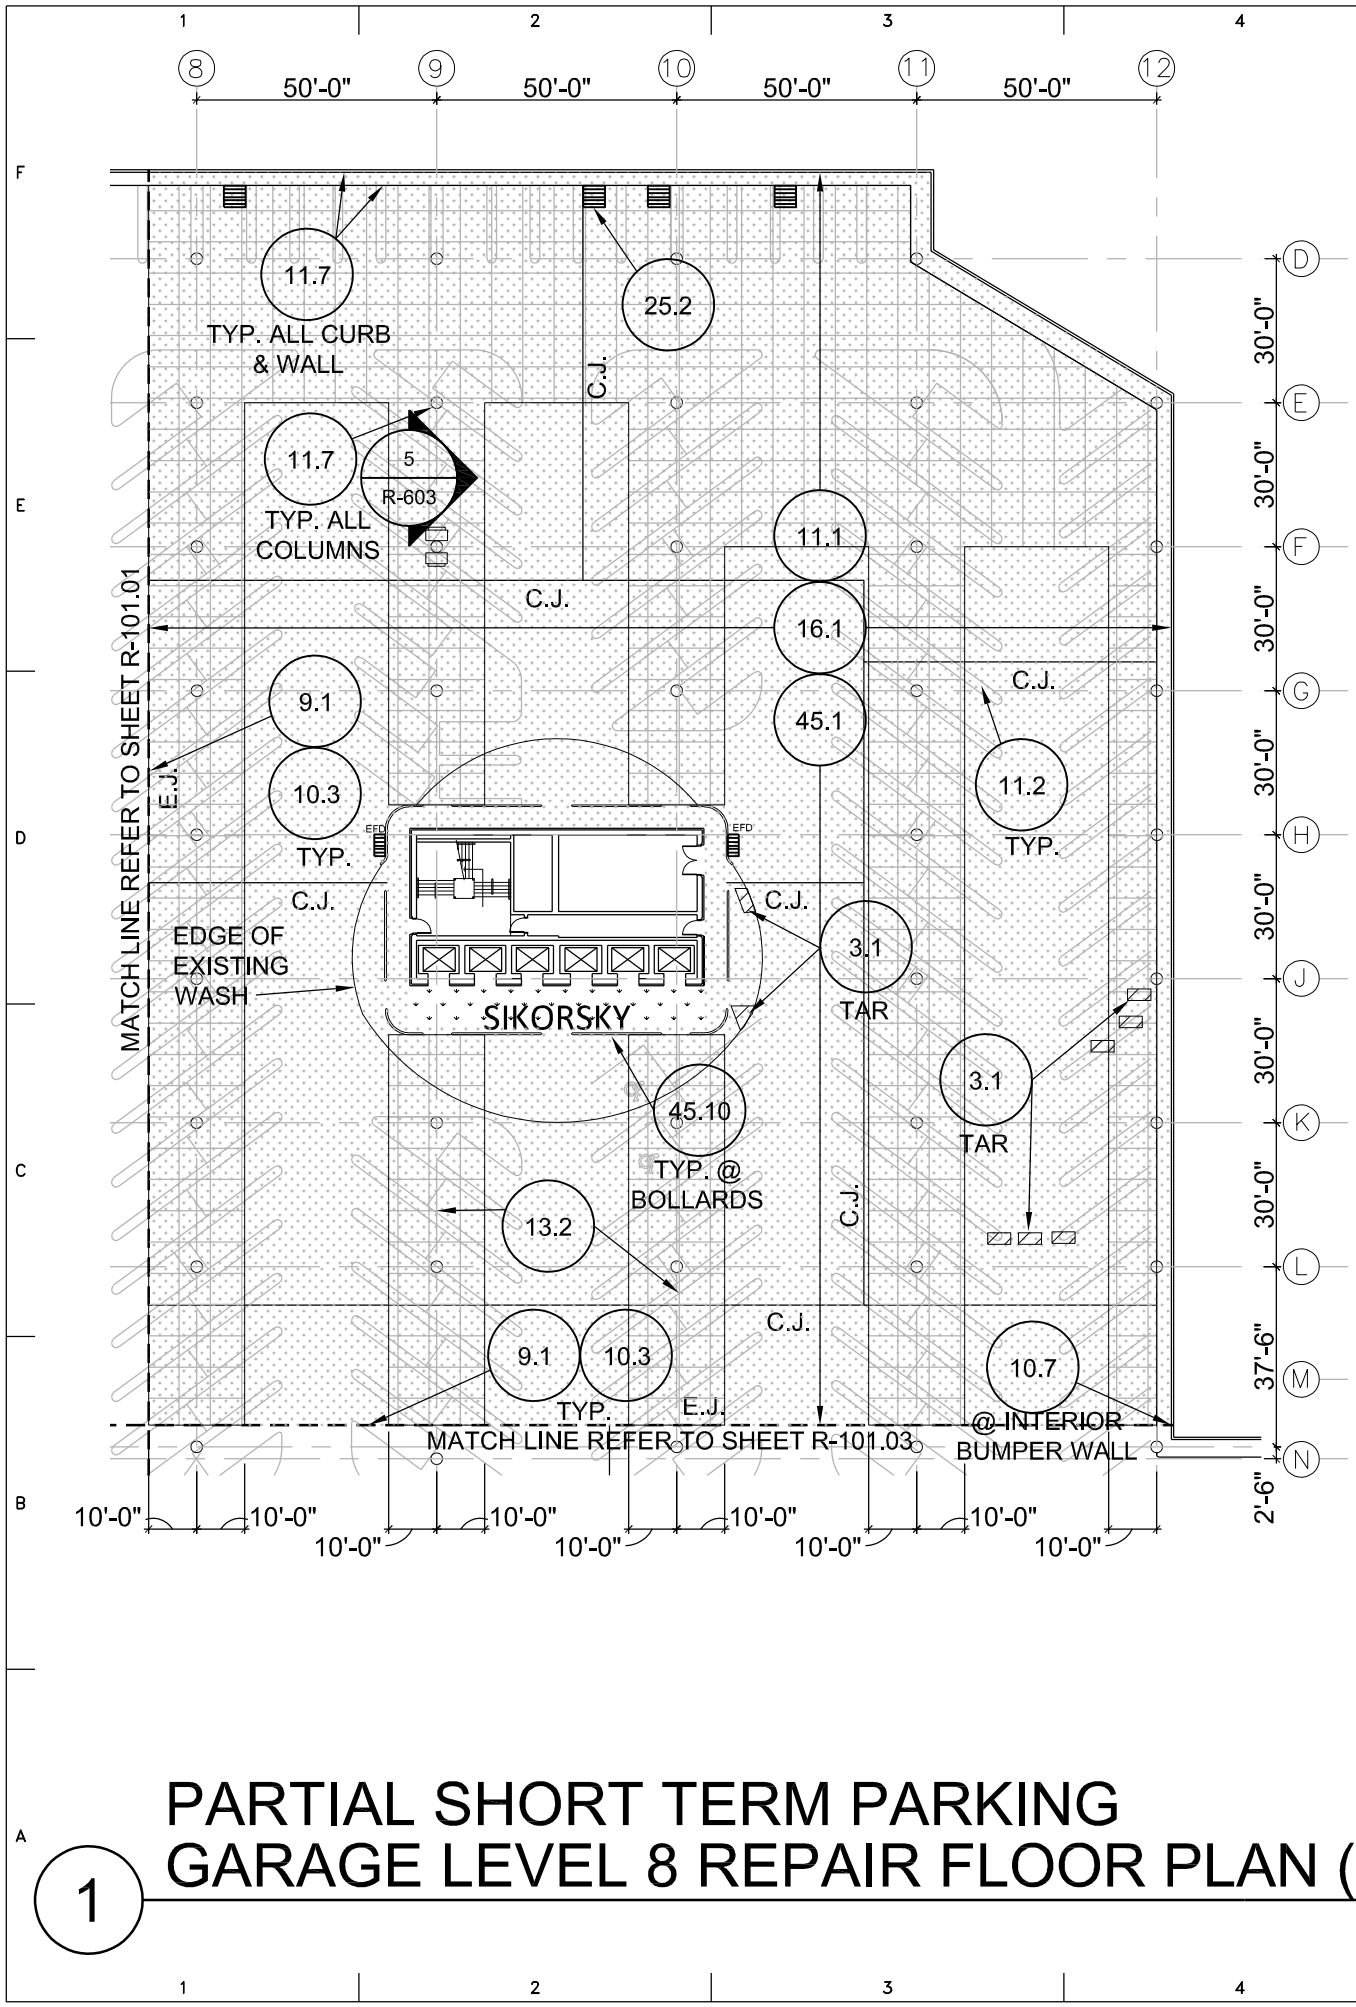 1 2 3 4
8 9 10 11 12
50'-0" 50'-0" 50'-0" 50'-0"
F
D
11.7
25.2
TYP. ALL CURB
& WALL
30'-0"
C.J.
E
11.7
5
R-603
30'-0"
E
TYP. ALL
COLUMNS
11.1
F
C.J.
16.1
30'-0"
MATCH LINE REFER TO SHEET R-101.01
C.J.
G
9.1
45.1
10.3
E.J.
11.2
30'-0"
TYP.
TYP.
EFD
EFD
D
H
C.J.
C.J.
30'-0"
EDGE OF
EXISTING
WASH
3.1
TAR
J
SIKORSKY
30'-0"
3.1
TAR
45.10
K
TYP. @
BOLLARDS
C
C.J.
30'-0"
13.2
L
C.J.
9.1
10.3
10.7
37'-6"
M
TYP.
E.J.
@ INTERIOR
BUMPER WALL
MATCH LINE REFER TO SHEET R-101.03
N
2'-6"
B
10'-0" 10'-0" 10'-0" 10'-0" 10'-0"
10'-0" 10'-0" 10'-0" 10'-0"
PARTIAL SHORT TERM PARKING
A
GARAGE LEVEL 8 REPAIR FLOOR PLAN (
1
1 2 3 4